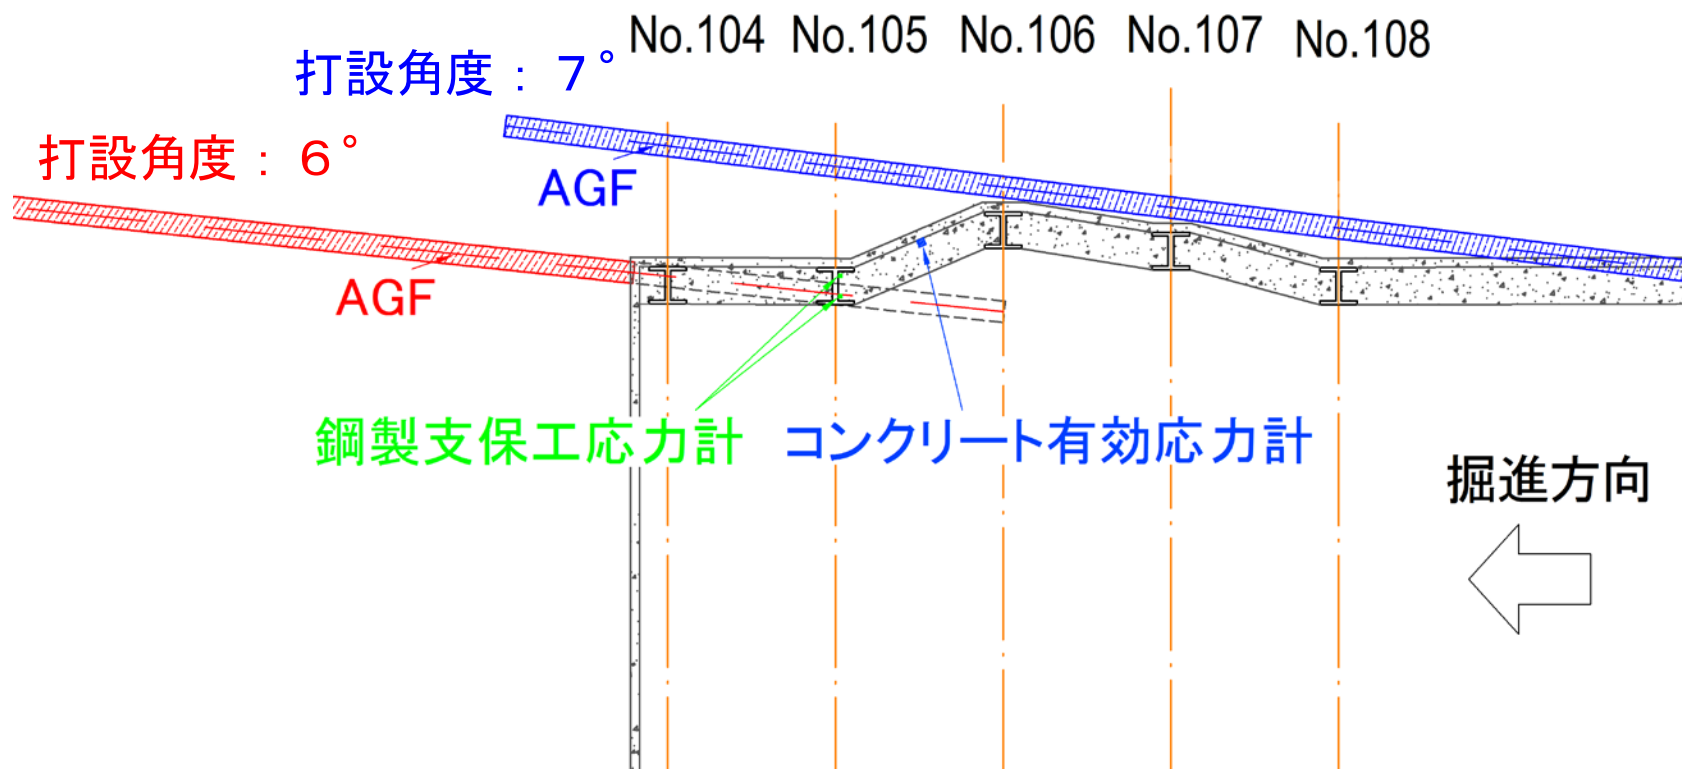 No.104 No.105 No.106 No.107 No.108
打設角度：７°
打設角度：６°
AGF
AGF
鋼製支保工応力計
コンクリート有効応力計
掘進方向